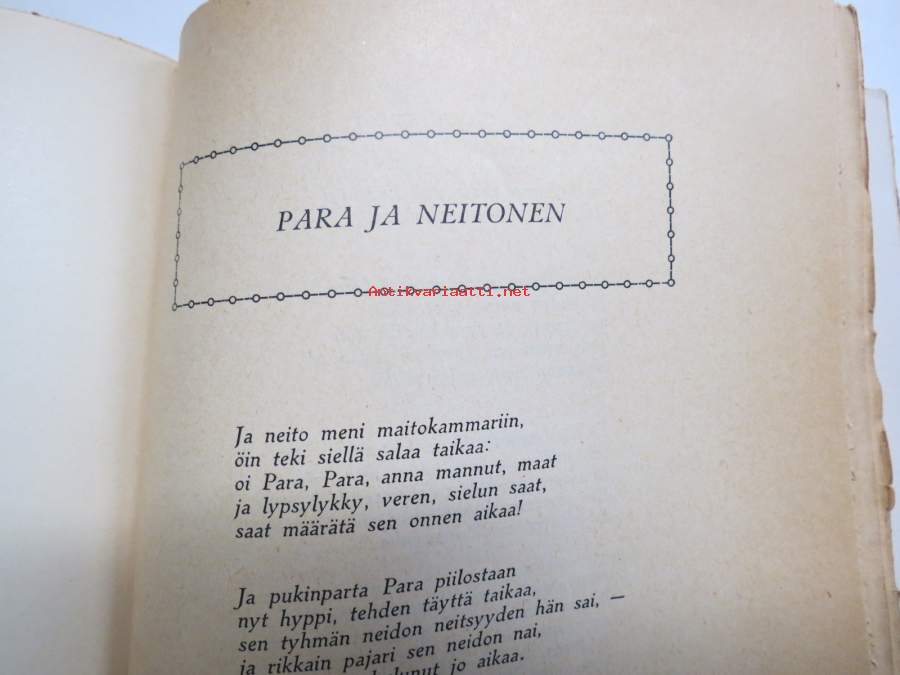 PARA JA NEITONEN
Antikvariaatti.net
Ja neito meni maitokammariin,
öin teki siellä salaa taikaa:
oi Para, Para, anna mannut, maat
ja lypsylykky, veren, sielun saat,
saat määrätä sen onnen aikaa!
Ja pukinparta Para piilostaan
nyt hyppi, tehden täyttä taikaa,
sen tyhmän neidon neitsyyden hän sai, —
ja rikkain pajari sen neidon nai,
jo aikaa.